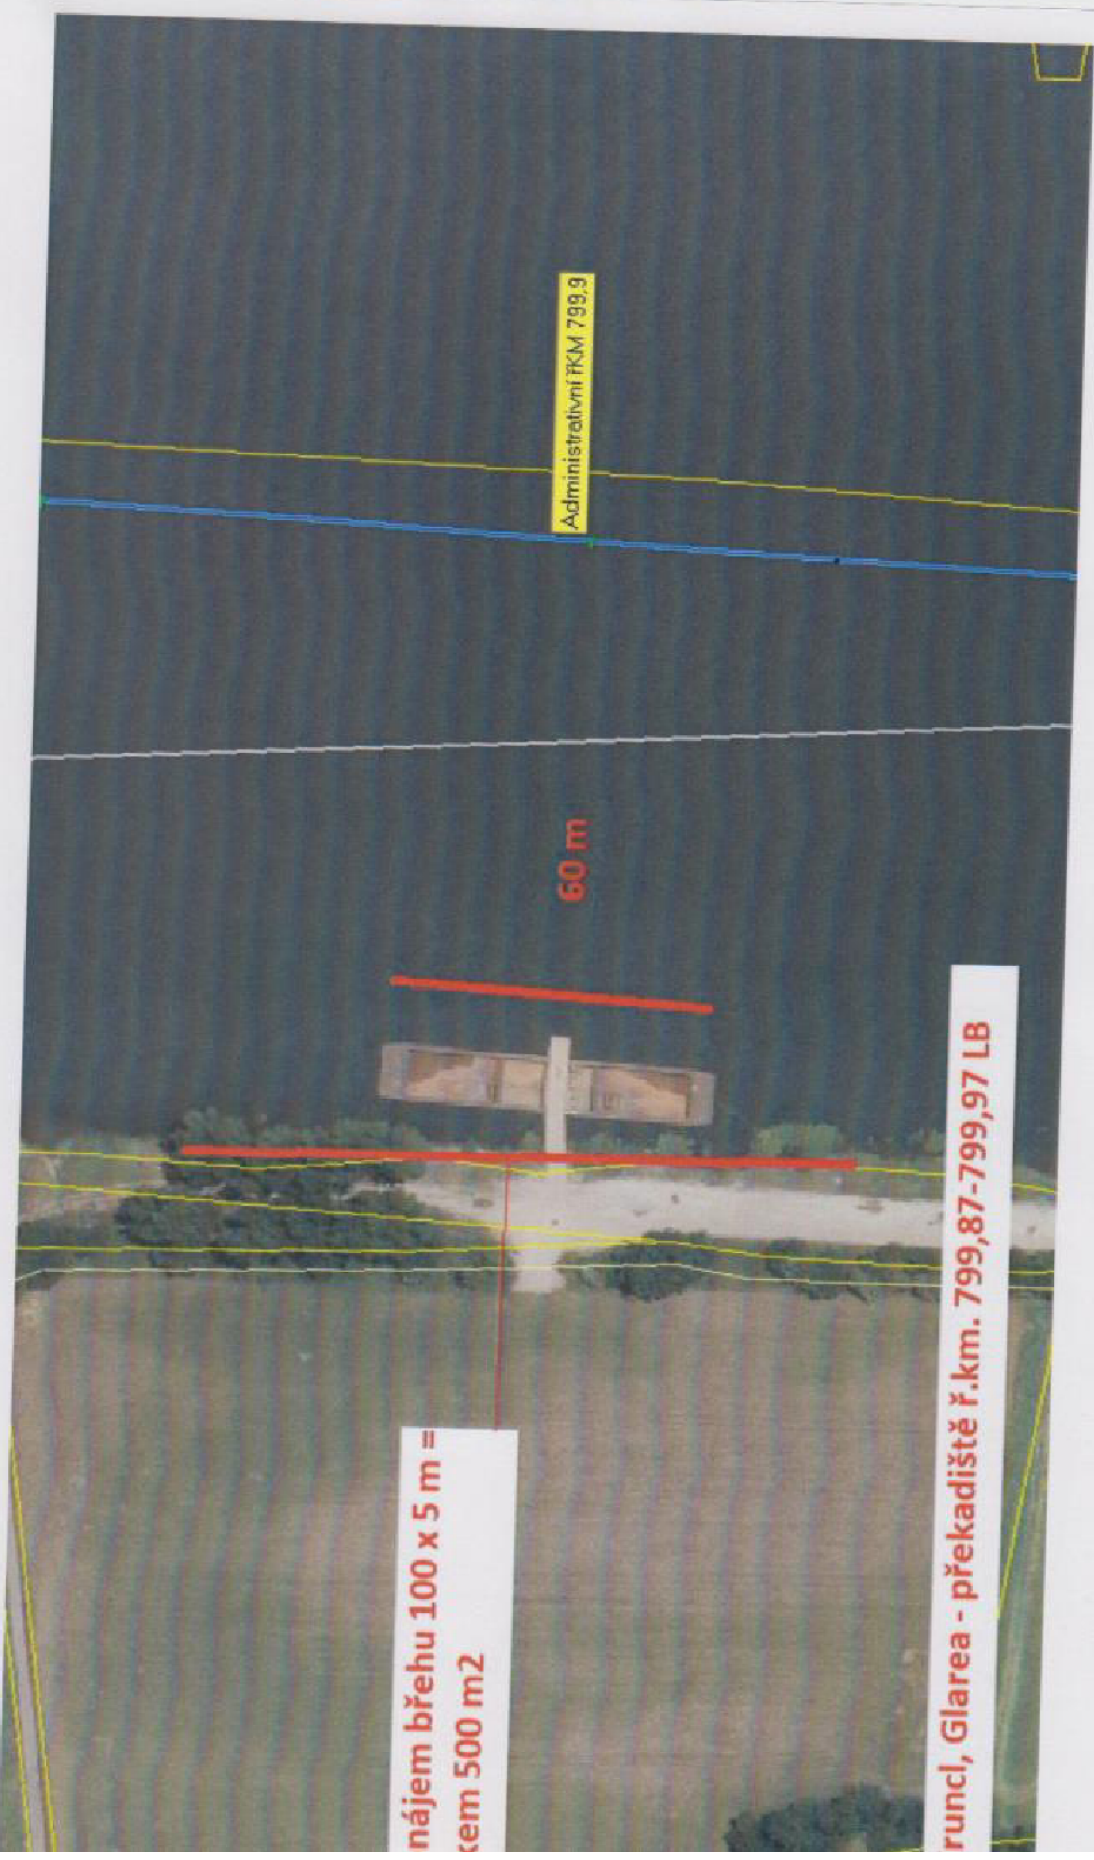 Administrativní řKM 799,9
60 m
nájem břehu 100 x 5 m =
kem 500 m2
runcl, Glarea - překadiště ř.km. 799,87-799,97 LB